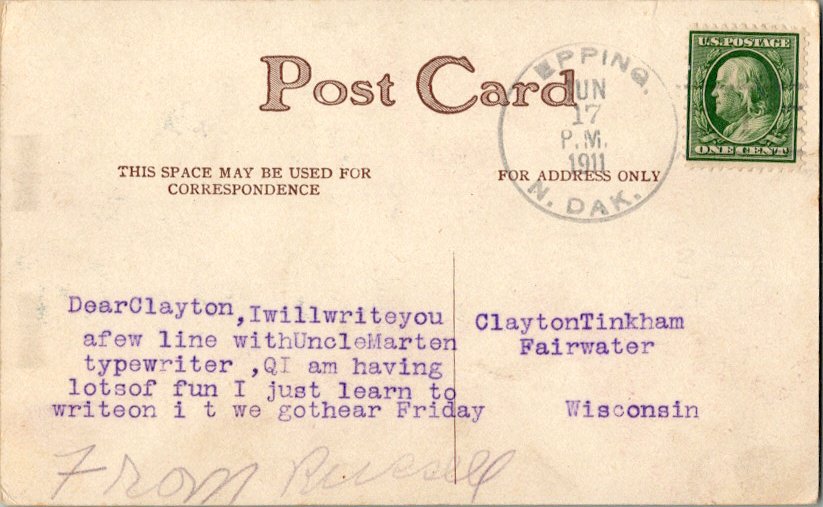 Post Card
EPPING,
JUN
17
P.M.
1911
N. DAK.
U.S. POSTAGE
ONE CENT
THIS SPACE MAY BE USED FOR
CORRESPONDENCE
FOR ADDRESS ONLY
DearClayton,Iwillwriteyou
afew line withUncleMarten
typewriter ,QI am having
lotsof fun I just learn to
writeon i t we gothear Friday
From Russell
ClaytonTinkham
Fairwater
Wisconsin